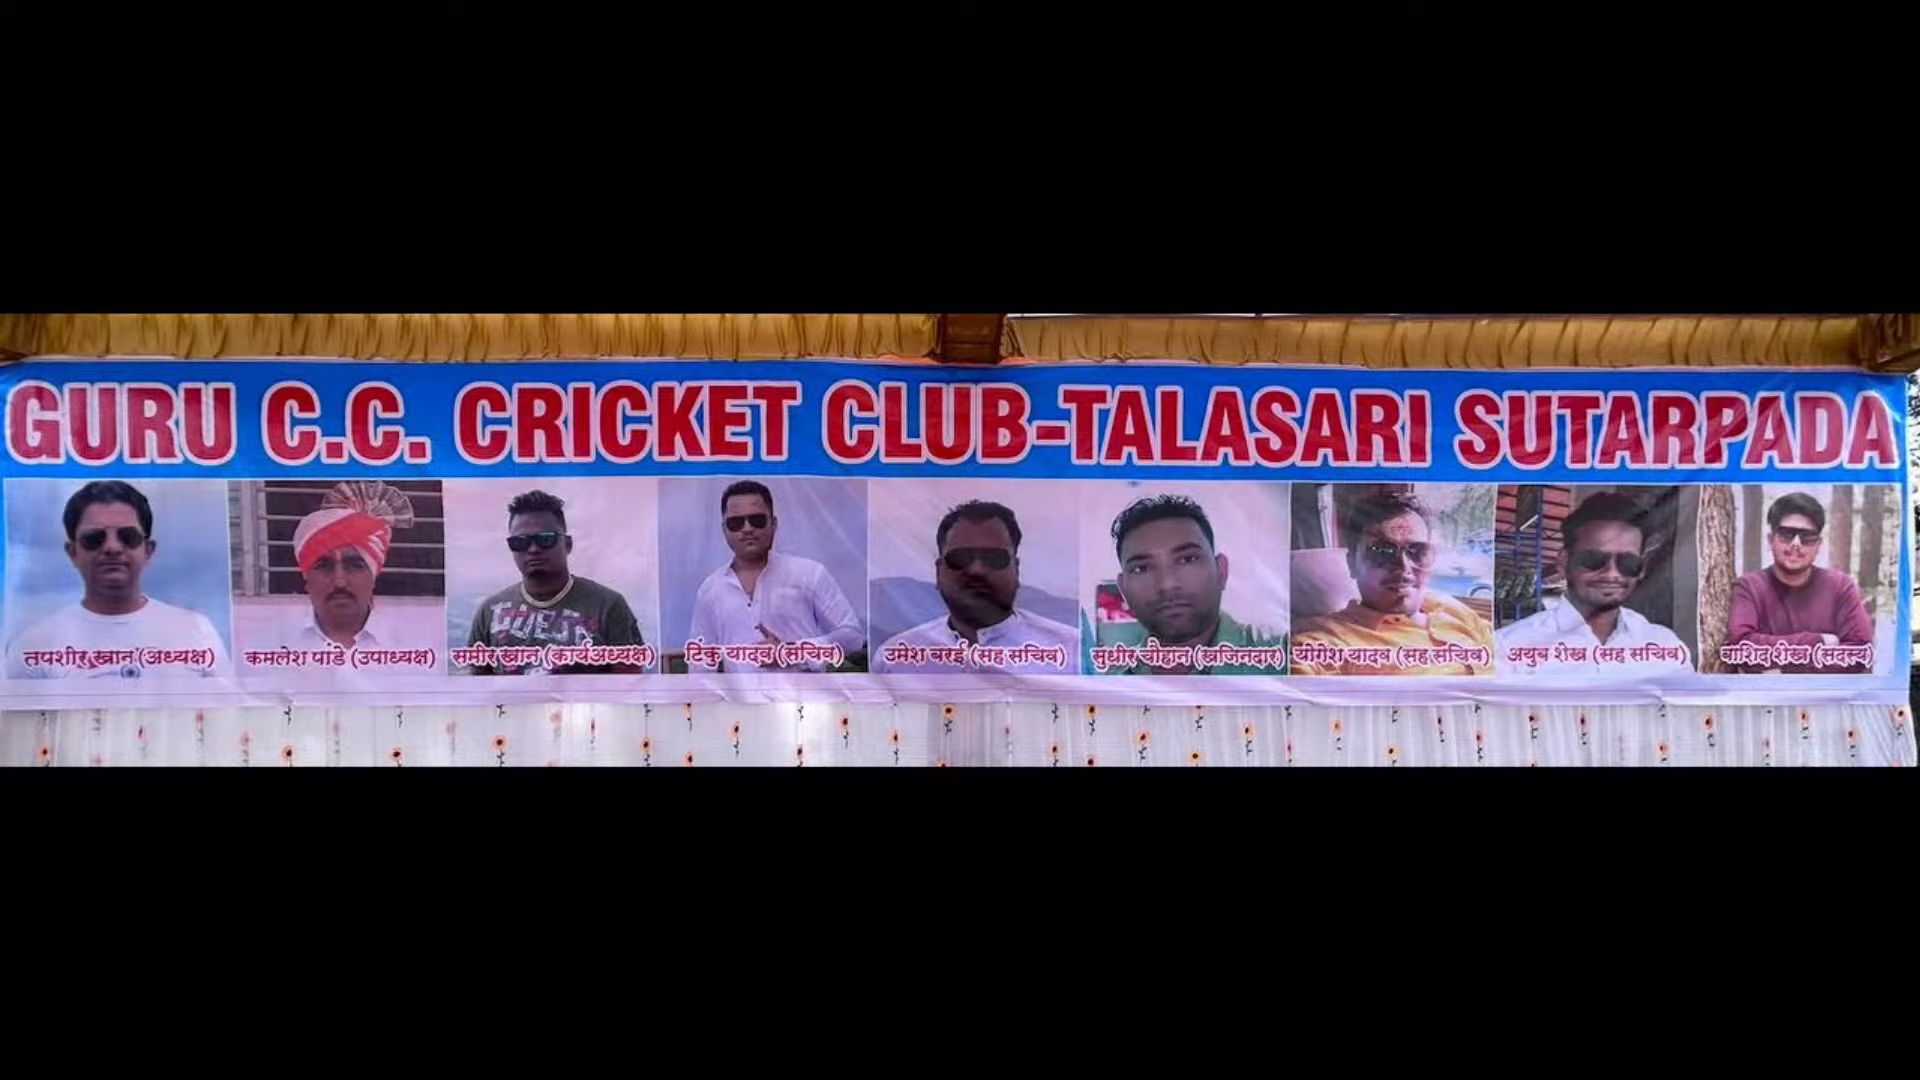 GURU C.C. CRICKET CLUB-TALASARI SUTARPADA
तपशीर खान (अध्यक्ष) कमलेश पांडे (उपाध्यक्ष) समीर खान (कार्यअध्यक्ष) टिंकु यादव (सचिव) उमेश बरई (सह सचिव) सुधीर चौहान (खजिनदार) योगेश यादव (सह सचिव) अयुब शेख (सह सचिव) शेख (सदस्य)